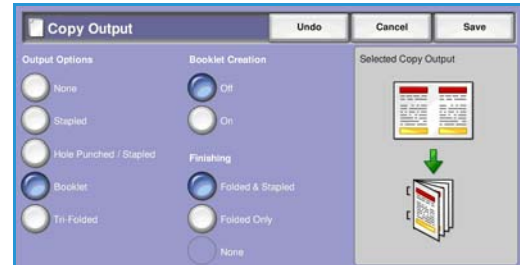 Copy Output
Undo
Cancel
Save
Output Options
None
Stapled
Hole Punched / Stapled
Booklet
Tri-Folded
Booklet Creation
Off
On
Finishing
Folded & Stapled
Folded Only
None
Selected Copy Output